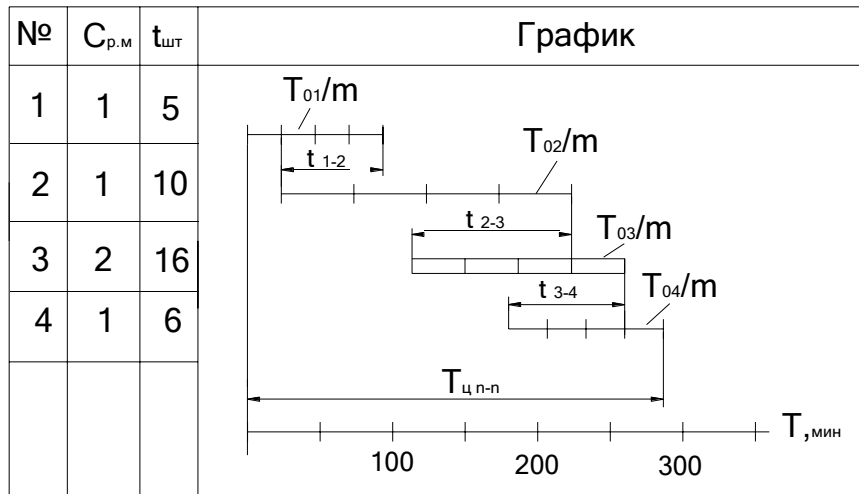 № Cр.м tшт График
1 1 5
T01/m
t 1-2
2 1 10
T02/m
t 2-3
3 2 16
T03/m
t 3-4
4 1 6
T04/m
Tц п-п
T,мин
100 200 300